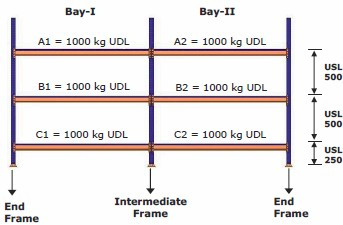 Bay-I
Bay-II
A1 = 1000 kg UDL
A2 = 1000 kg UDL
USL
500
B1 = 1000 kg UDL
B2 = 1000 kg UDL
USL
500
C1 = 1000 kg UDL
C2 = 1000 kg UDL
USL
250
End
Frame
Intermediate
Frame
End
Frame